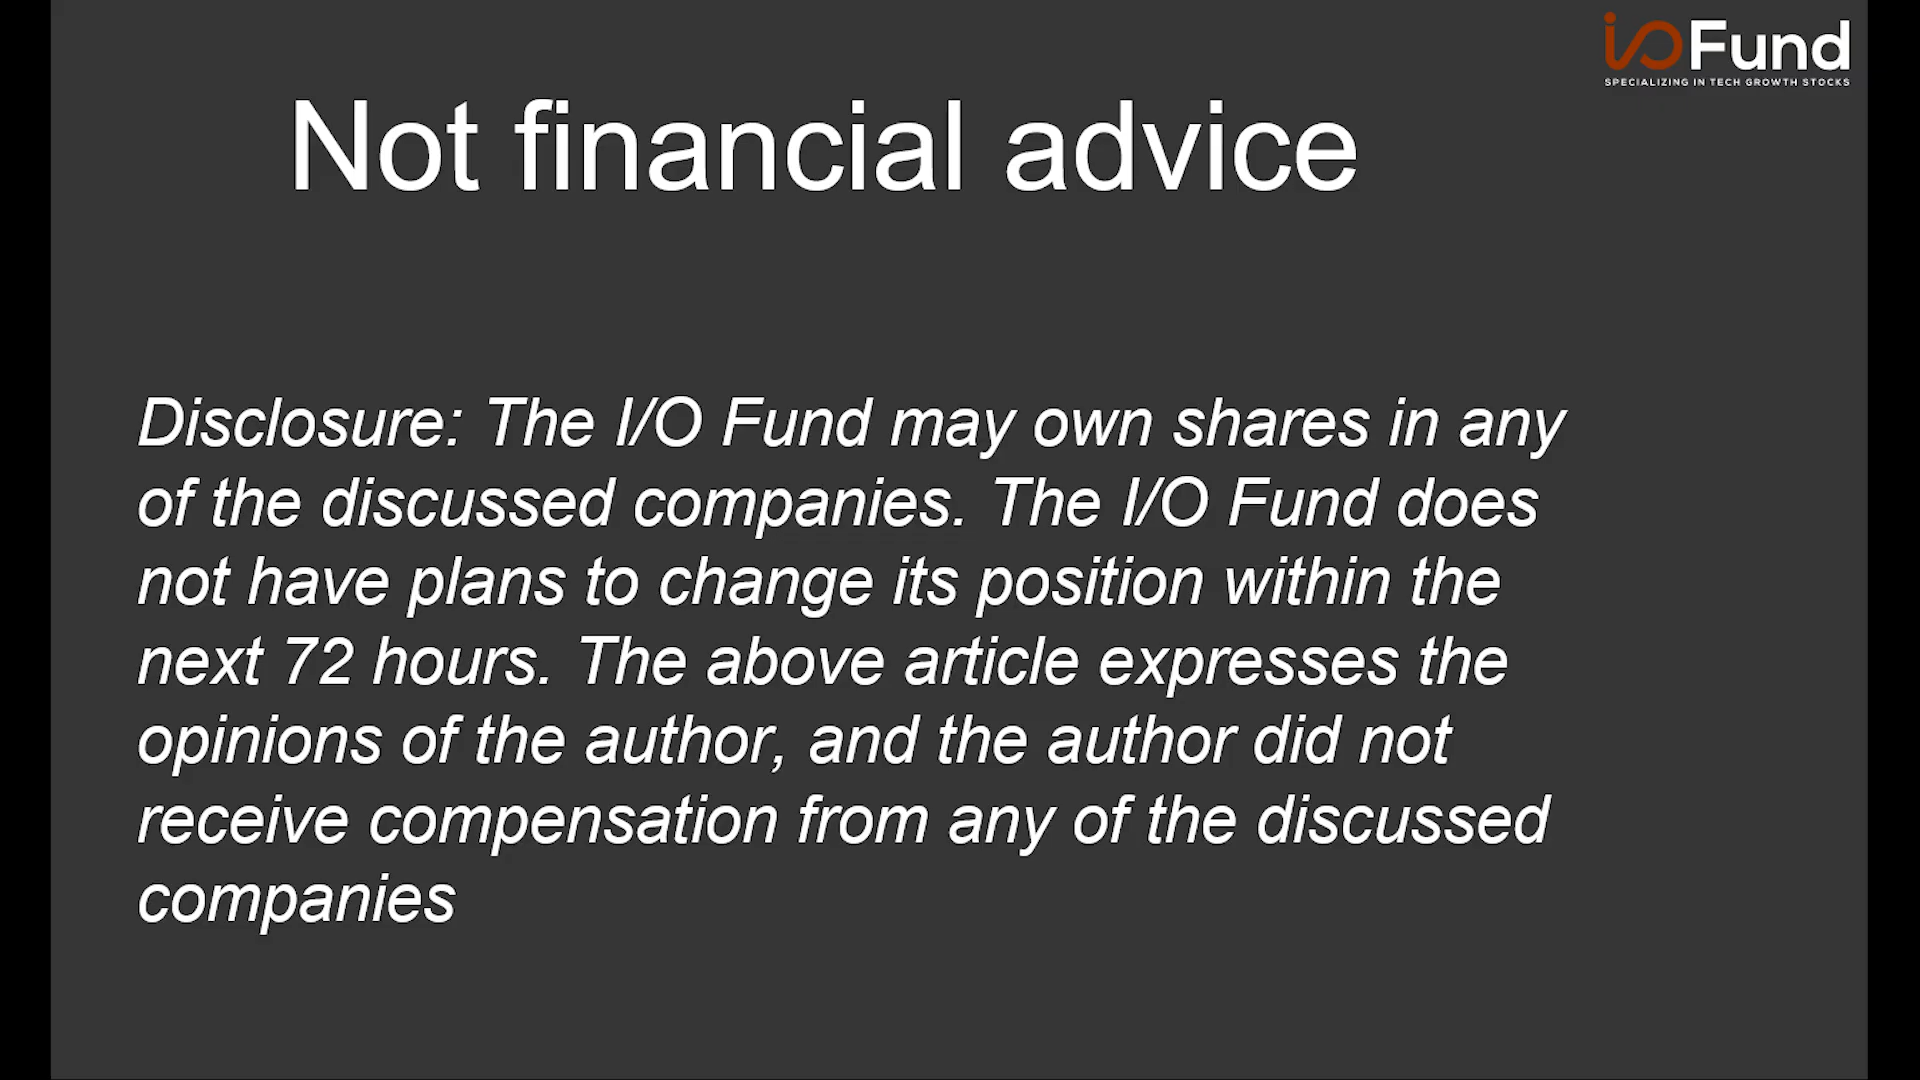 ioFund
SPECIALIZING IN TECH GROWTH STOCKS
Not financial advice
Disclosure: The I/O Fund may own shares in any
of the discussed companies. The I/O Fund does
not have plans to change its position within the
next 72 hours. The above article expresses the
opinions of the author, and the author did not
receive compensation from any of the discussed
companies